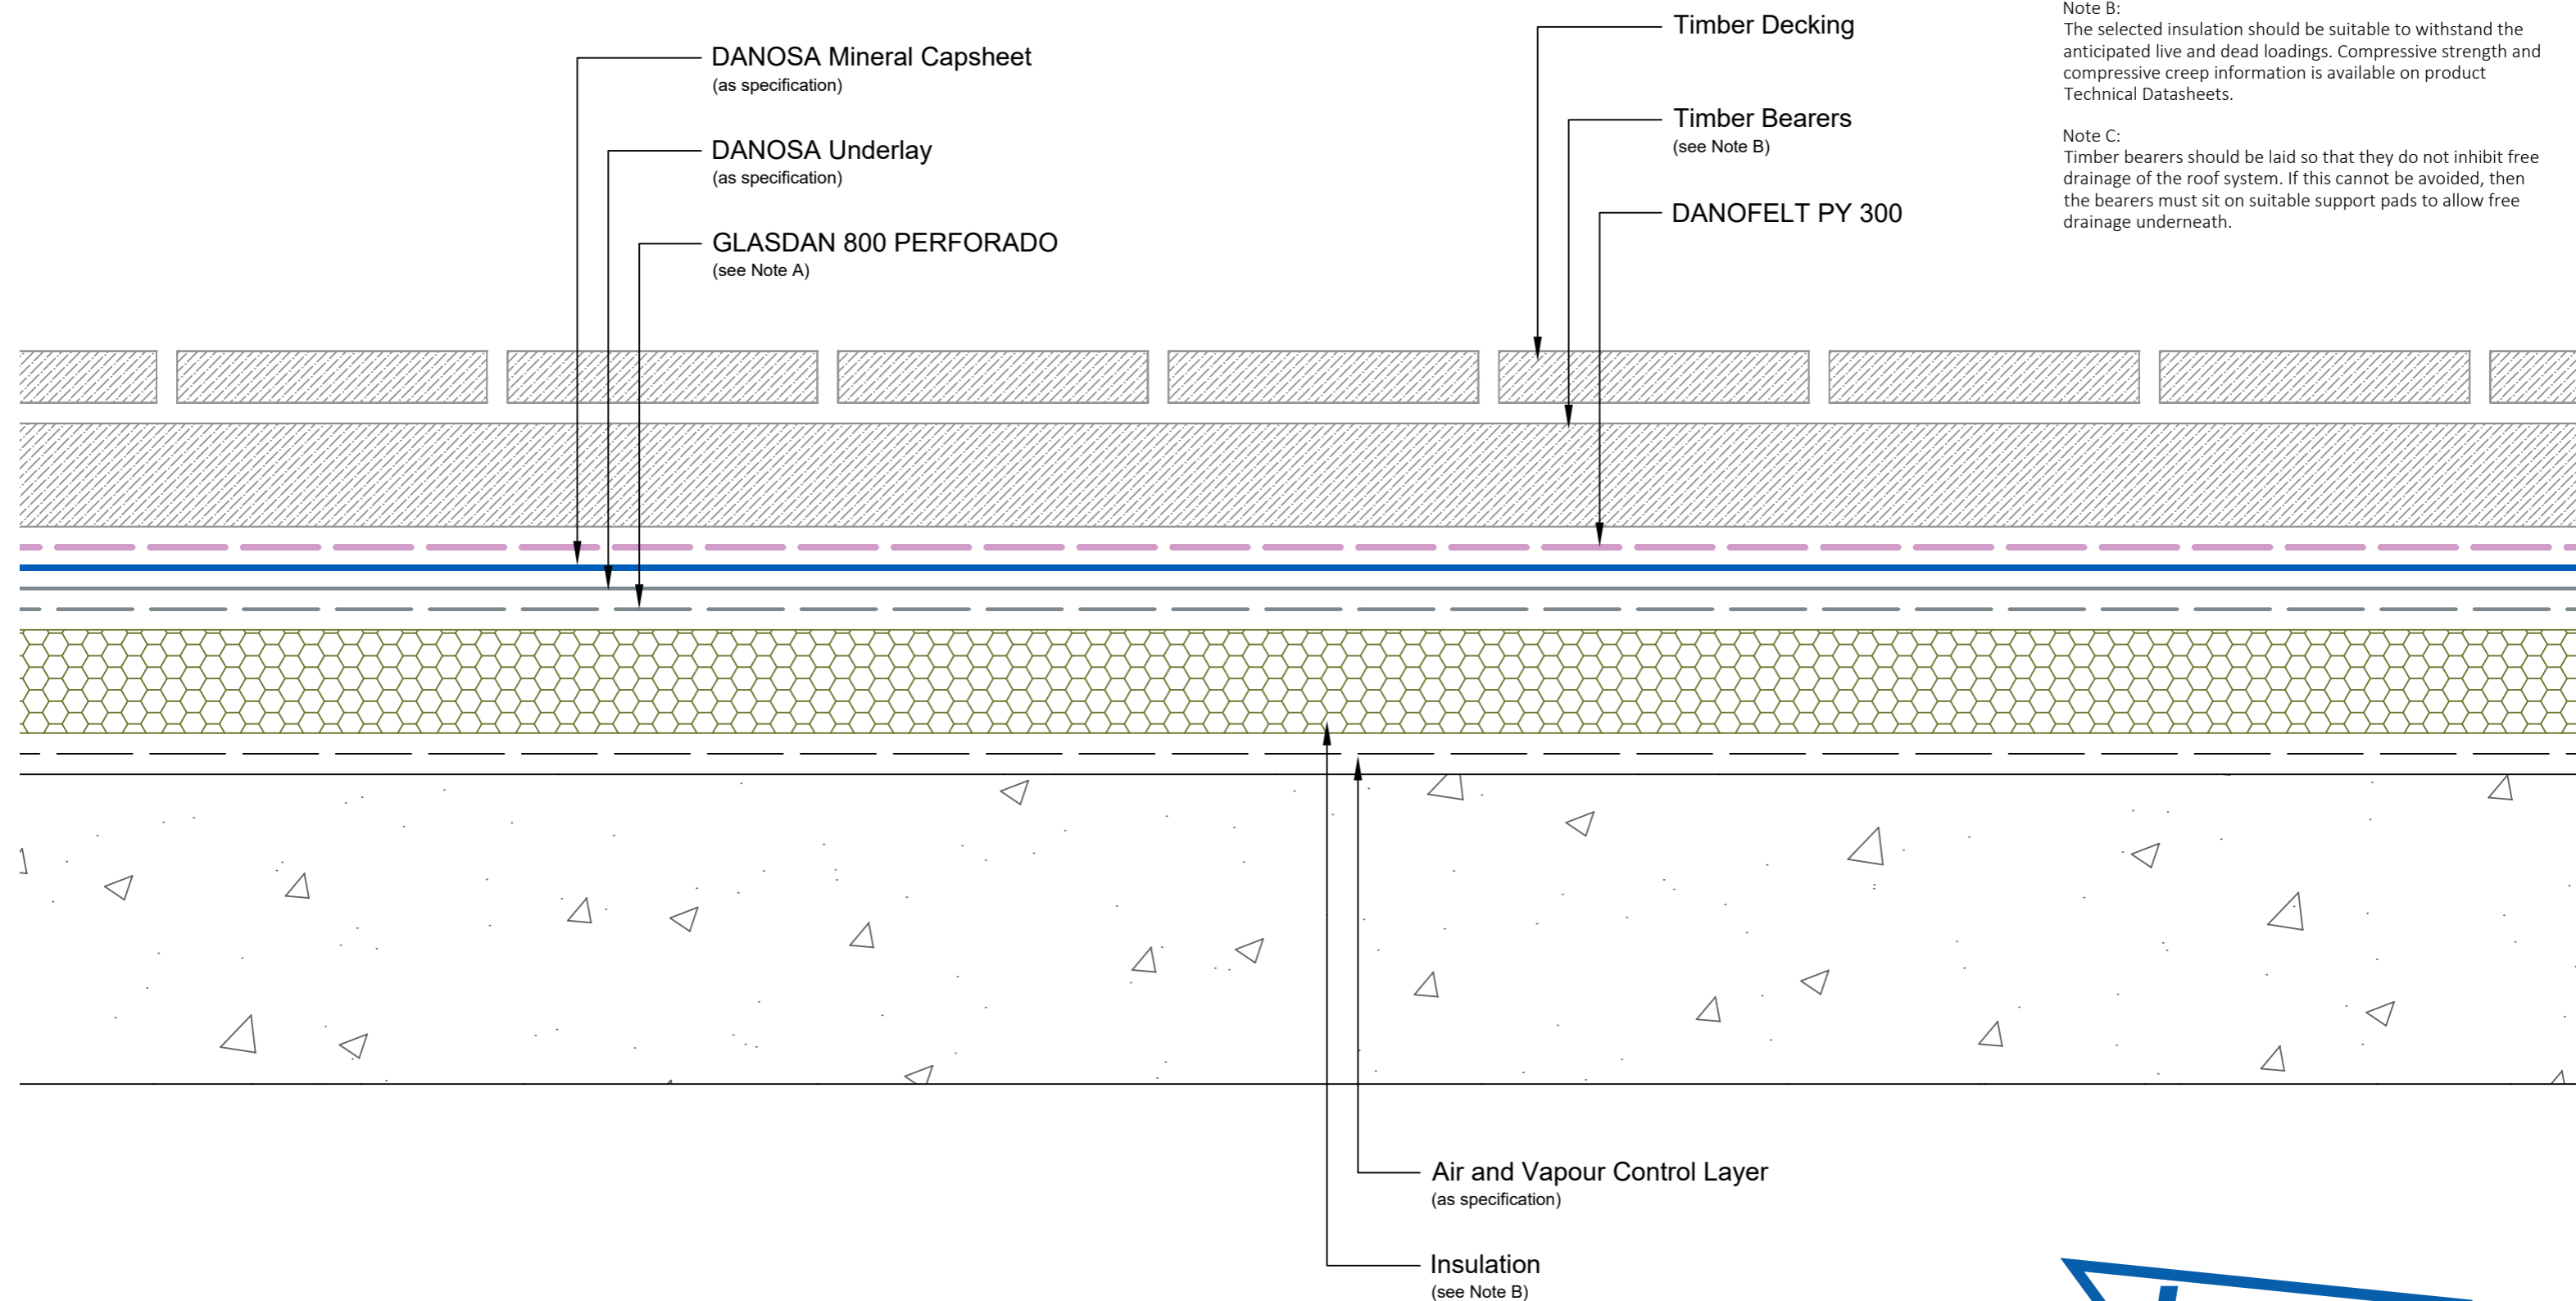 DANOSA Mineral Capsheet
(as specification)
DANOSA Underlay
(as specification)
GLASDAN 800 PERFORADO
(see Note A)
Timber Decking
Timber Bearers
(see Note B)
DANOFELT PY 300
Note B:
The selected insulation should be suitable to withstand the
anticipated live and dead loadings. Compressive strength and
compressive creep information is available on product
Technical Datasheets.
Note C:
Timber bearers should be laid so that they do not inhibit free
drainage of the roof system. If this cannot be avoided, then
the bearers must sit on suitable support pads to allow free
drainage underneath.
Air and Vapour Control Layer
(as specification)
Insulation
(see Note B)